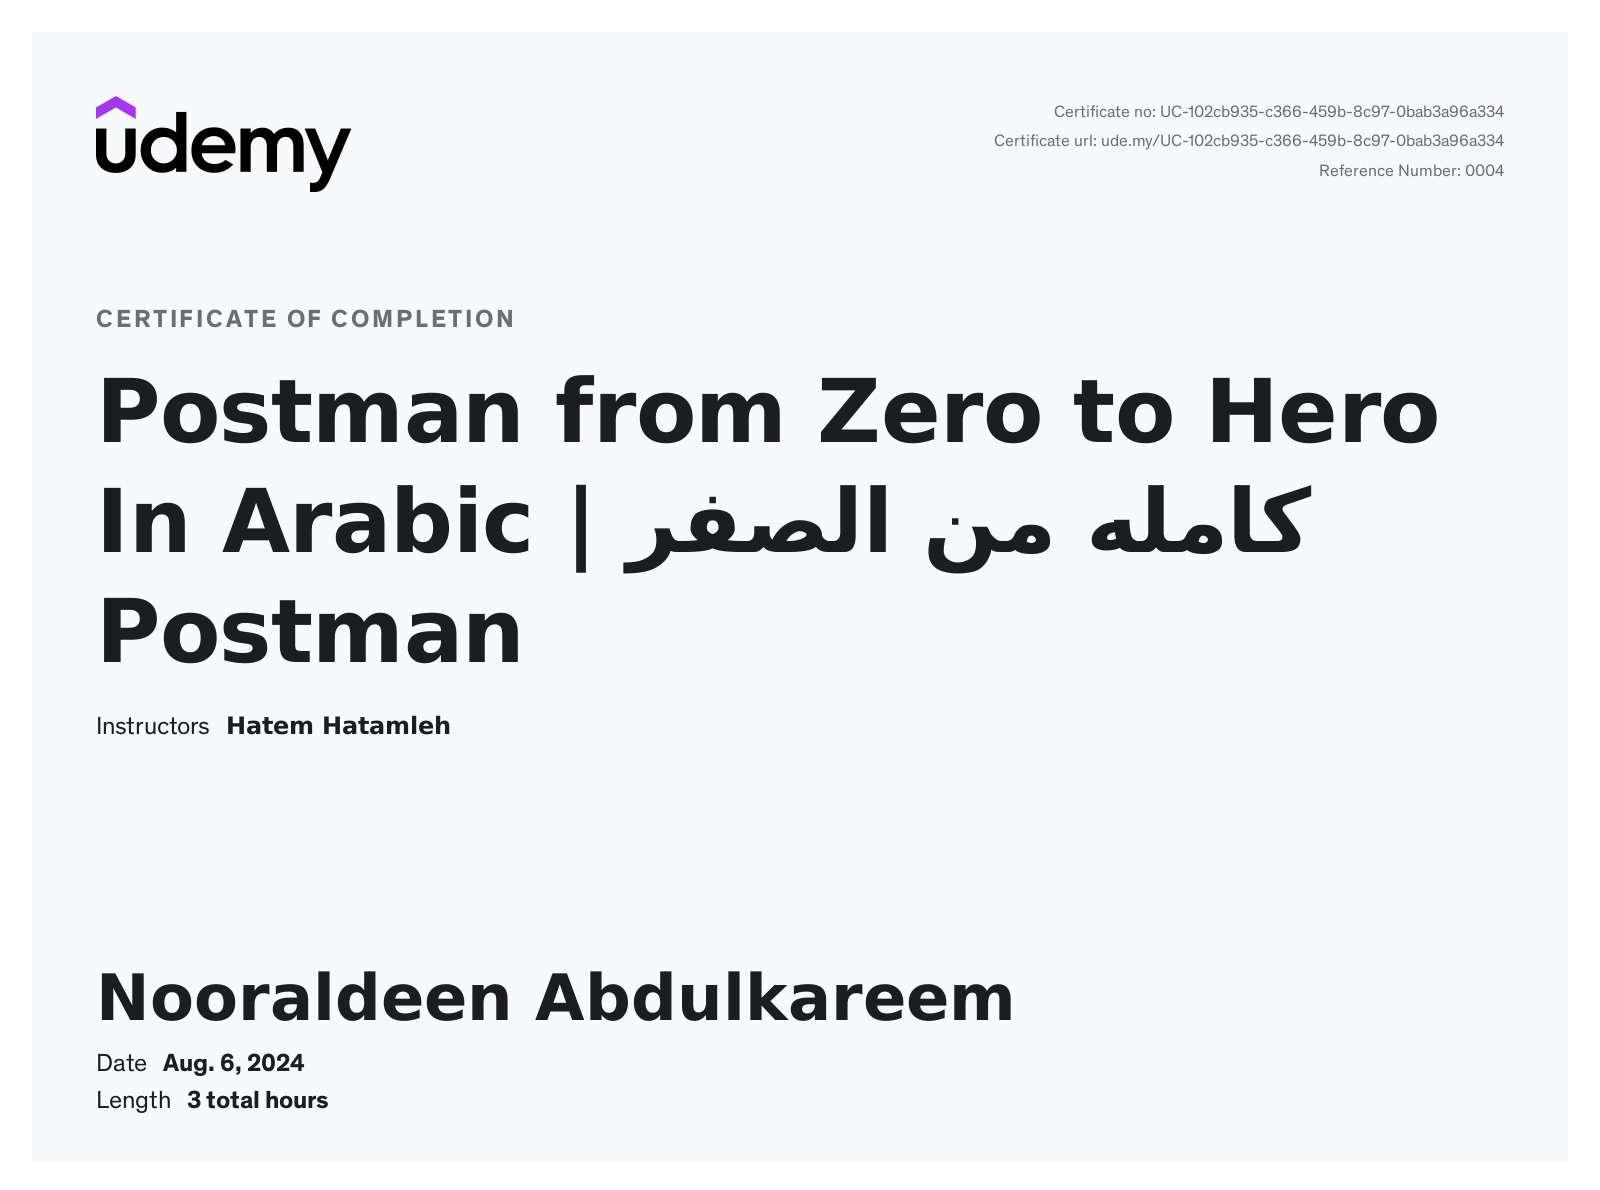 udemy
Certificate no: UC-102cb935-c366-459b-8c97-0bab3a96a334
Certificate url: ude.my/UC-102cb935-c366-459b-8c97-0bab3a96a334
Reference Number: 0004
CERTIFICATE OF COMPLETION
Postman from Zero to Hero
In Arabic | كامله من الصفر
Postman
Instructors Hatem Hatamleh
Nooraldeen Abdulkareem
Date Aug. 6, 2024
Length 3 total hours